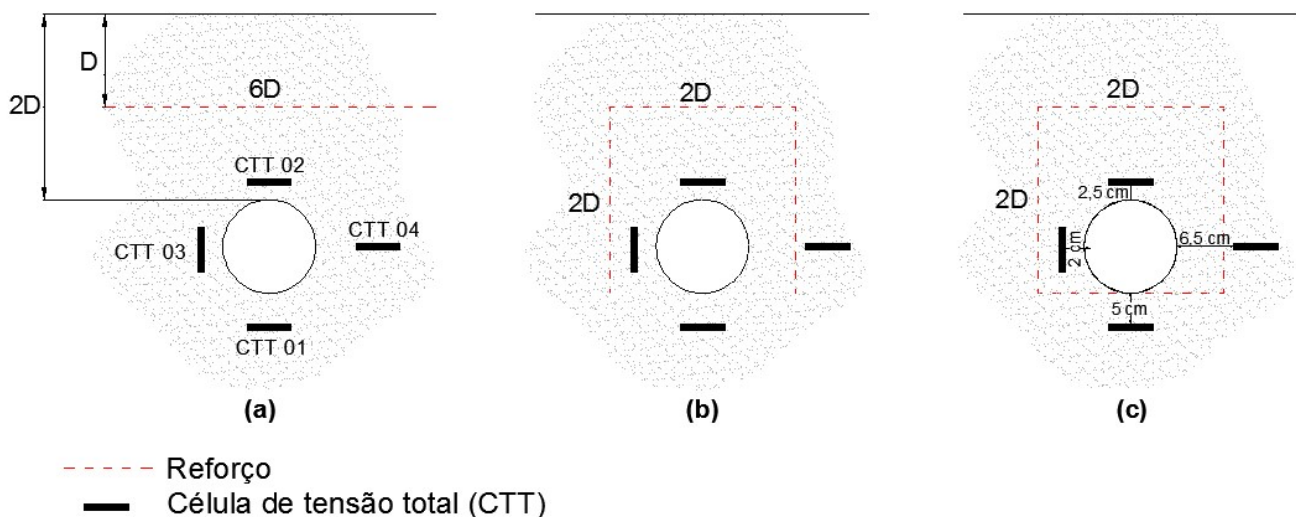 D
2D
6D
CTT 02
CTT 03
CTT 04
CTT 01
(a)
2D
2D
(b)
2D
2D
2,5 cm
2 cm
6,5 cm
5 cm
(c)
Reforço
Célula de tensão total (CTT)